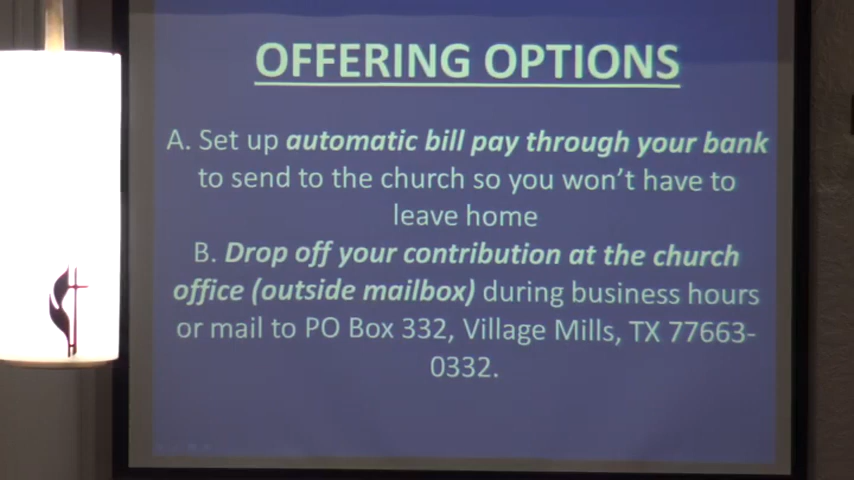 OFFERING OPTIONS
A. Set up automatic bill pay through your bank
to send to the church so you won't have to
leave home
B. Drop off your contribution at the church
office (outside mailbox) during business hours
or mail to PO Box 332, Village Mills, TX 77663-
0332.